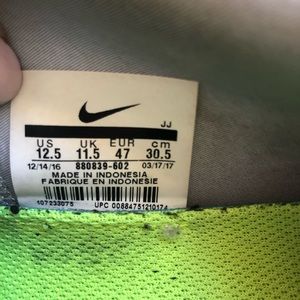 JJ
US UK EUR cm
12.5 11.5 47 30.5
12/14/16 880839-602 03/17/17
MADE IN INDONESIA
FABRIQUE EN INDONESIE
107233075
UPC 00884751210174